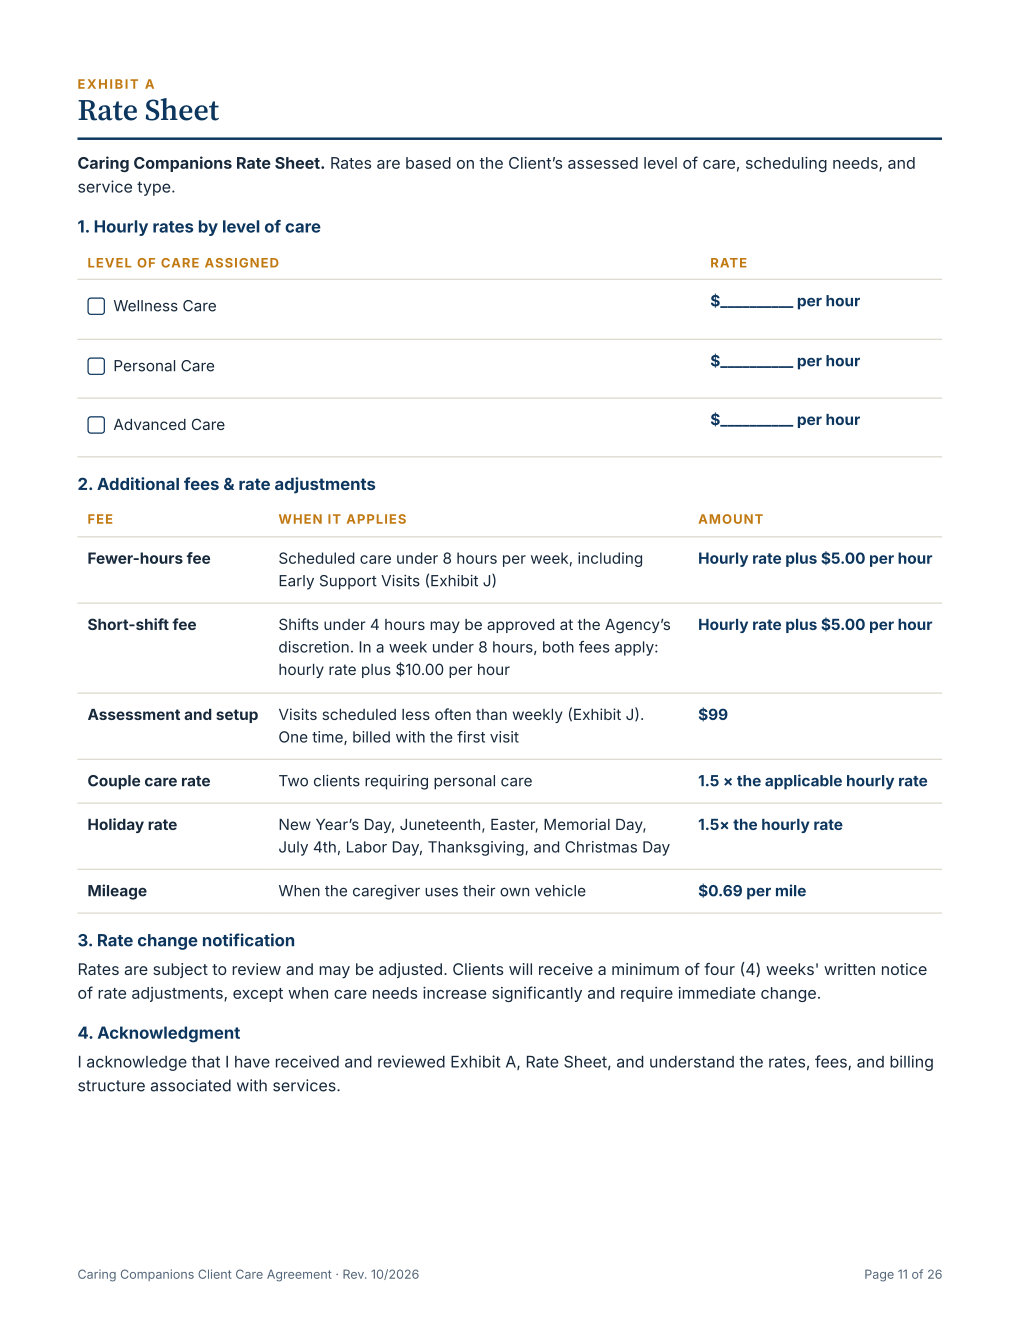 EXHIBIT A
Rate Sheet
Caring Companions Rate Sheet. Rates are based on the Client’s assessed level of care, scheduling needs, and
service type.
1. Hourly rates by level of care
LEVEL OF CARE ASSIGNED RATE
Wellness Care $__________ per hour
Personal Care $__________ per hour
Advanced Care $__________ per hour
2. Additional fees & rate adjustments
FEE WHEN IT APPLIES AMOUNT
Fewer-hours fee Scheduled care under 8 hours per week, including Hourly rate plus $5.00 per hour
Early Support Visits (Exhibit J)
Short-shift fee Shifts under 4 hours may be approved at the Agency’s Hourly rate plus $5.00 per hour
discretion. In a week under 8 hours, both fees apply:
hourly rate plus $10.00 per hour
Assessment and setup Visits scheduled less often than weekly (Exhibit J). $99
One time, billed with the first visit
Couple care rate Two clients requiring personal care 1.5 × the applicable hourly rate
Holiday rate New Year’s Day, Juneteenth, Easter, Memorial Day, 1.5× the hourly rate
July 4th, Labor Day, Thanksgiving, and Christmas Day
Mileage When the caregiver uses their own vehicle $0.69 per mile
3. Rate change notification
Rates are subject to review and may be adjusted. Clients will receive a minimum of four (4) weeks' written notice
of rate adjustments, except when care needs increase significantly and require immediate change.
4. Acknowledgment
I acknowledge that I have received and reviewed Exhibit A, Rate Sheet, and understand the rates, fees, and billing
structure associated with services.
Caring Companions Client Care Agreement · Rev. 10/2026 Page 11 of 26